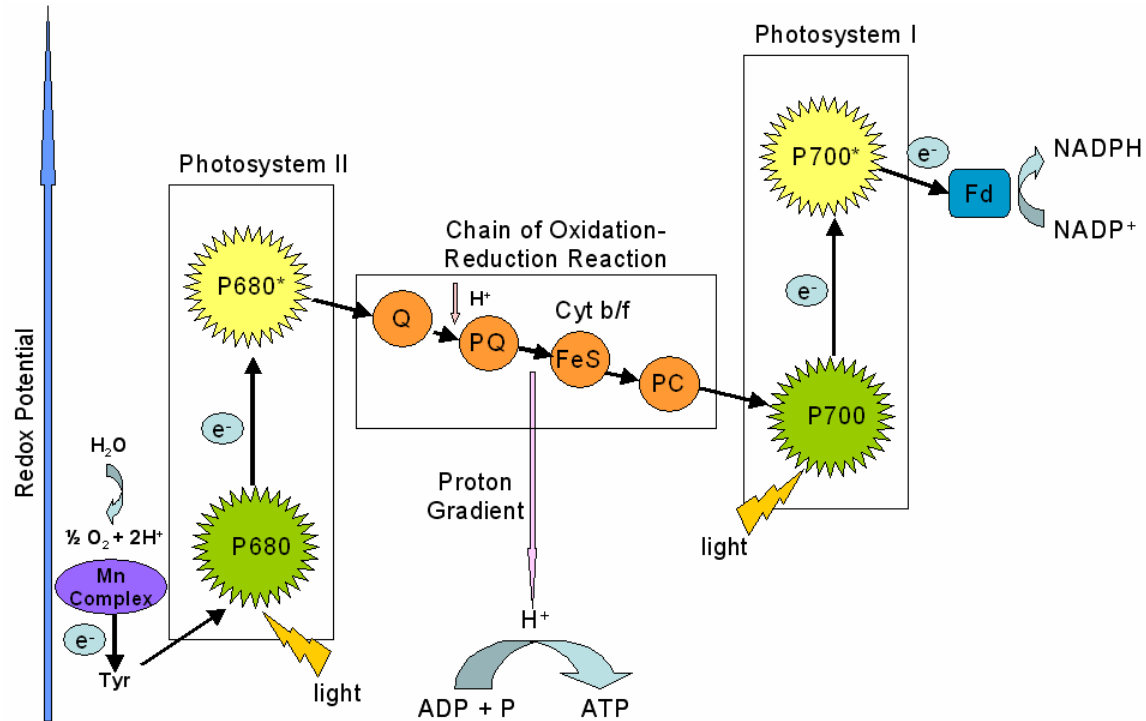 Redox Potential
Photosystem II
P680*
e⁻
H₂O
½ O₂ + 2H⁺
Mn
Complex
e⁻
Tyr
P680
light
Chain of Oxidation-
Reduction Reaction
H⁺
Cyt b/f
Q
PQ
FeS
PC
Proton
Gradient
H⁺
ADP + P
ATP
Photosystem I
P700*
e⁻
P700
light
e⁻
Fd
NADPH
NADP⁺